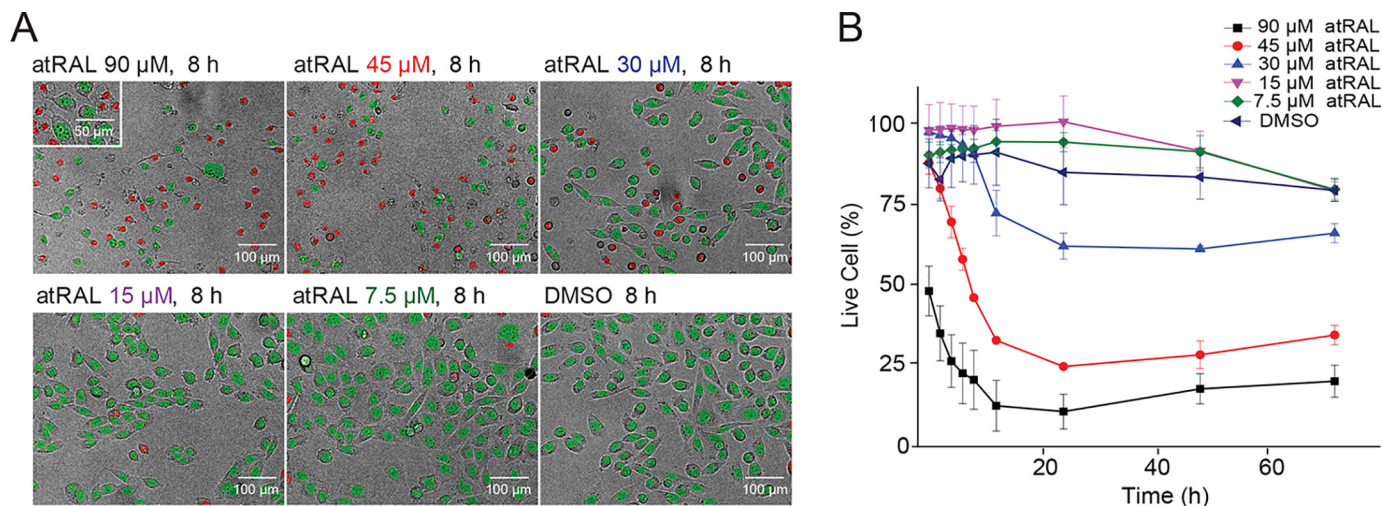 A
atRAL 90 µM, 8 h
atRAL 45 µM, 8 h
atRAL 30 µM, 8 h
50 µm
100 µm
100 µm
100 µm
atRAL 15 µM, 8 h
atRAL 7.5 µM, 8 h
DMSO 8 h
100 µm
100 µm
100 µm
B
90 µM atRAL
45 µM atRAL
30 µM atRAL
15 µM atRAL
7.5 µM atRAL
DMSO
100
75
50
25
0
Live Cell (%)
20
40
60
Time (h)